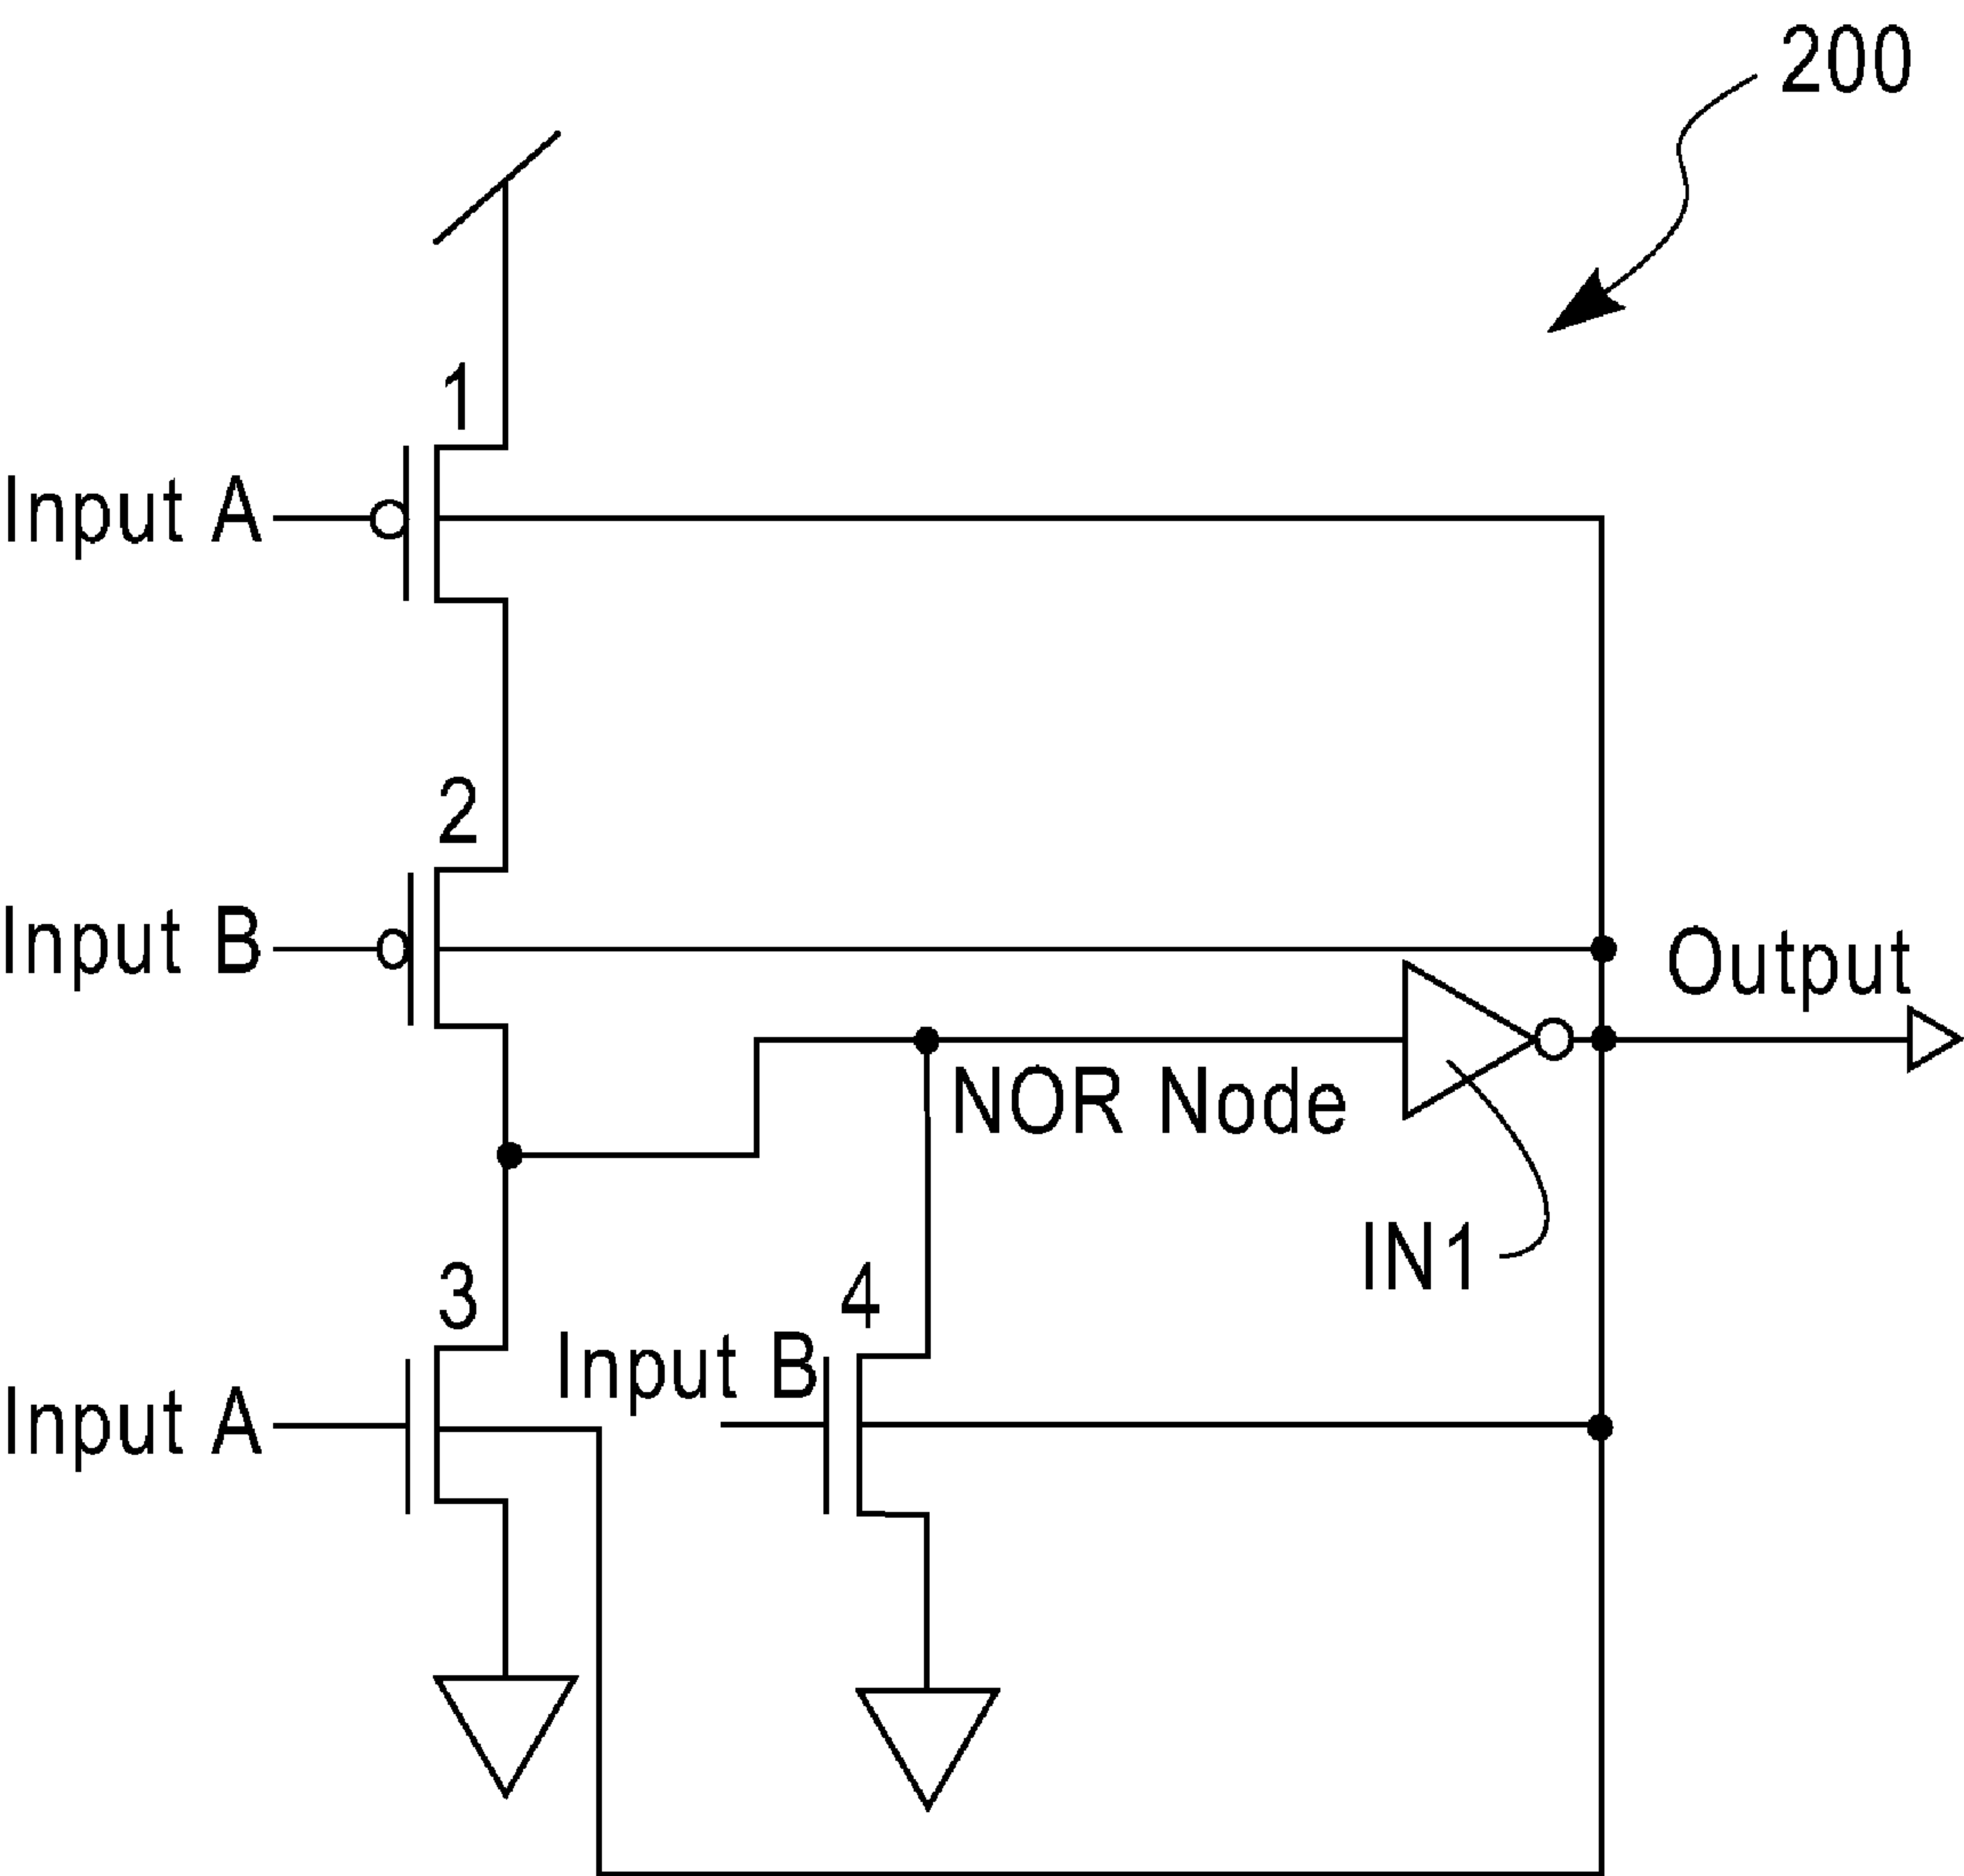 200
1
Input A
2
Input B
Output
NOR Node
IN1
3
4
Input B
Input A